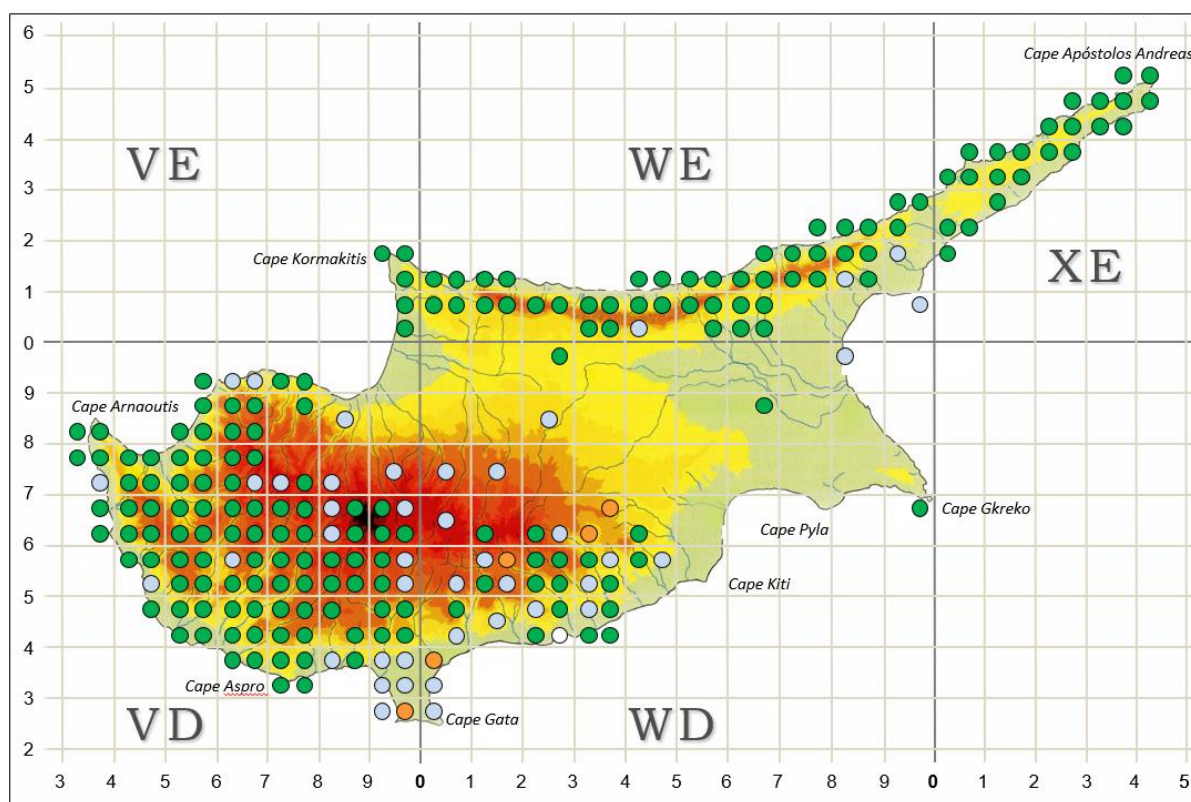 6
Cape Apóstolos Andreas
5
4
VE
WE
3
2
Cape Kormakitis
XE
1
0
9
Cape Arnaoutis
8
7
Cape Gkreko
Cape Pyla
6
Cape Kiti
5
4
Cape Aspro
3
VD
Cape Gata
WD
2
3 4 5 6 7 8 9 0 1 2 3 4 5 6 7 8 9 0 1 2 3 4 5